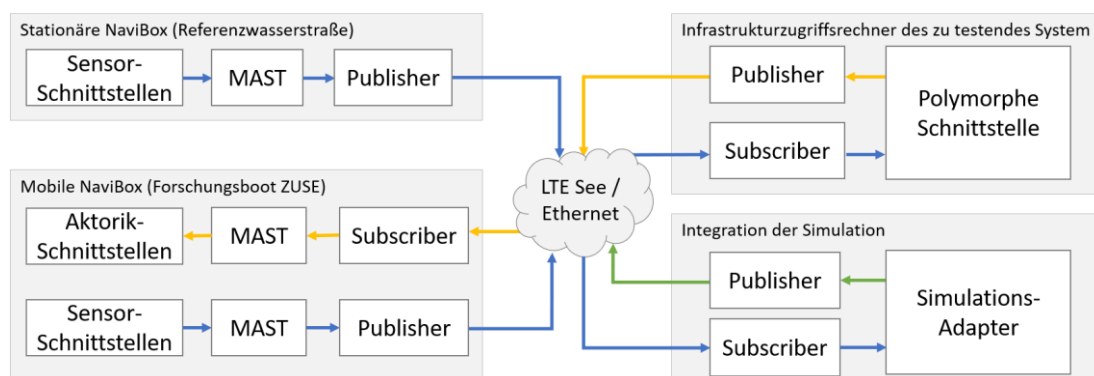 Stationäre NaviBox (Referenzwasserstraße)
Sensor-
Schnittstellen
MAST
Publisher
Mobile NaviBox (Forschungsboot ZUSE)
Aktorik-
Schnittstellen
MAST
Subscriber
Sensor-
Schnittstellen
MAST
Publisher
LTE See /
Ethernet
Infrastrukturzugriffsrechner des zu testendes System
Publisher
Subscriber
Polymorphe
Schnittstelle
Integration der Simulation
Publisher
Subscriber
Simulations-
Adapter